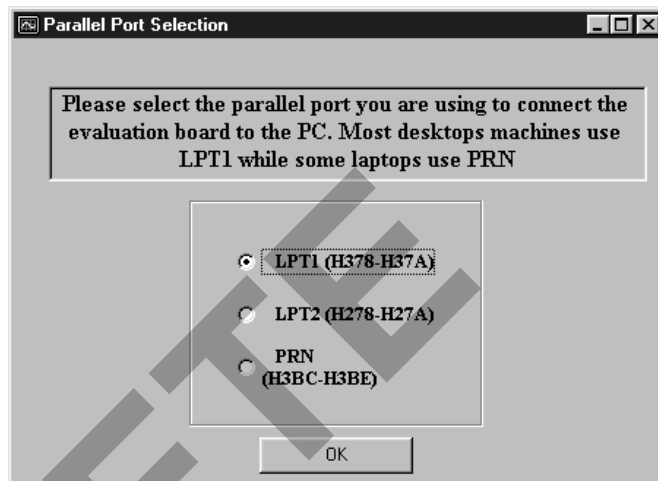 Parallel Port Selection
Please select the parallel port you are using to connect the
evaluation board to the PC. Most desktops machines use
LPT1 while some laptops use PRN
LPT1 (H378-H37A)
LPT2 (H278-H27A)
PRN
(H3BC-H3BE)
OK
ETE